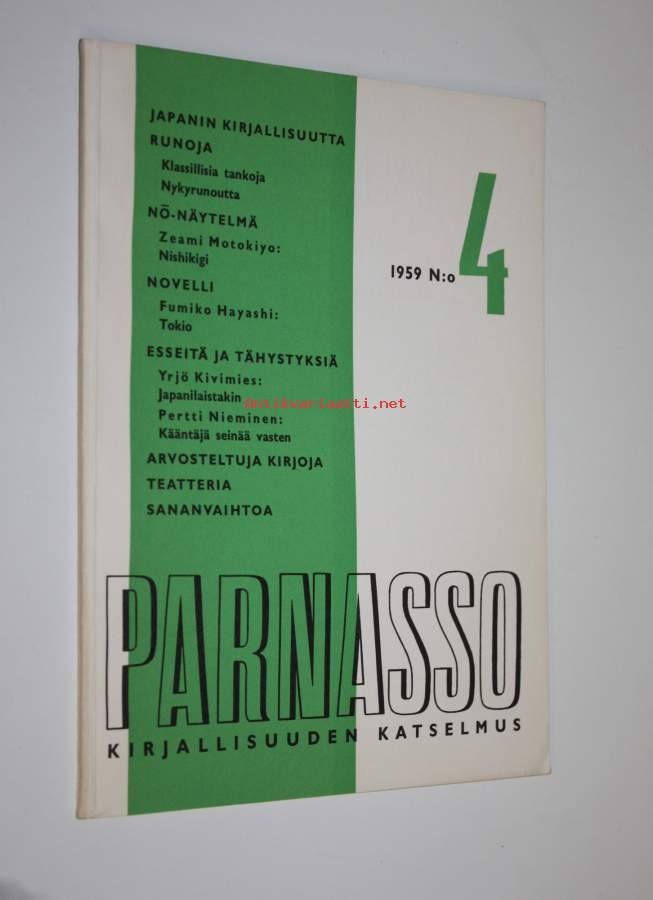 JAPANIN KIRJALLISUUTTA
RUNOJA
Klassillisia tankoja
Nykyrunoutta
NŌ-NÄYTELMÄ
Zeami Motokiyo:
Nishikigi
NOVELLI
Fumiko Hayashi:
Tokio
ESSEITÄ JA TÄHYSTYKSIÄ
Yrjö Kivimies:
Japanilaistakin
Pertti Nieminen:
Kääntäjä seinää vasten
ARVOSTELTUJA KIRJOJA
TEATTERIA
SANANVAIHTOA
1959 N:o 4
Antikvariaatti.net
PARNASSO
KIRJALLISUUDEN KATSELMUS